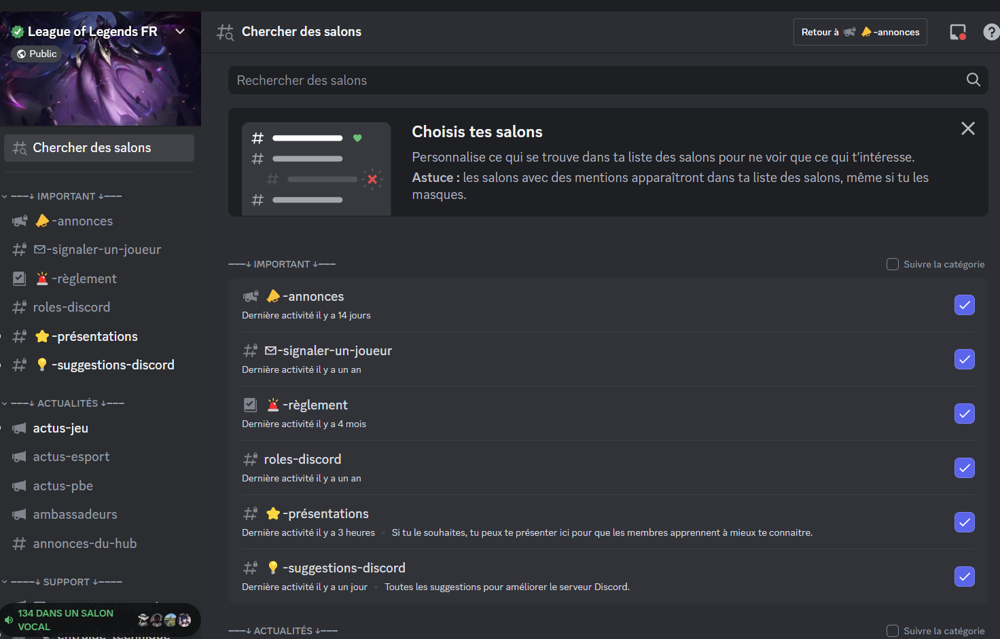 League of Legends FR
Public
Chercher des salons
IMPORTANT
-annonces
-signaler-un-joueur
-règlement
roles-discord
-présentations
-suggestions-discord
ACTUALITÉS
actus-jeu
actus-esport
actus-pbe
ambassadeurs
annonces-du-hub
SUPPORT
-annonces-support
134 DANS UN SALON
VOCAL
-entraide-technique
Chercher des salons
Retour à -annonces
Rechercher des salons
Choisis tes salons
Personnalise ce qui se trouve dans ta liste des salons pour ne voir que ce qui t'intéresse.
Astuce : les salons avec des mentions apparaîtront dans ta liste des salons, même si tu les
masques.
IMPORTANT
Suivre la catégorie
-annonces
Dernière activité il y a 14 jours
-signaler-un-joueur
Dernière activité il y a un an
-règlement
Dernière activité il y a 4 mois
roles-discord
Dernière activité il y a un an
-présentations
Dernière activité il y a 3 heures • Si tu le souhaites, tu peux te présenter ici pour que les membres apprennent à mieux te connaitre.
-suggestions-discord
Dernière activité il y a un jour • Toutes les suggestions pour améliorer le serveur Discord.
ACTUALITÉS
Suivre la catégorie